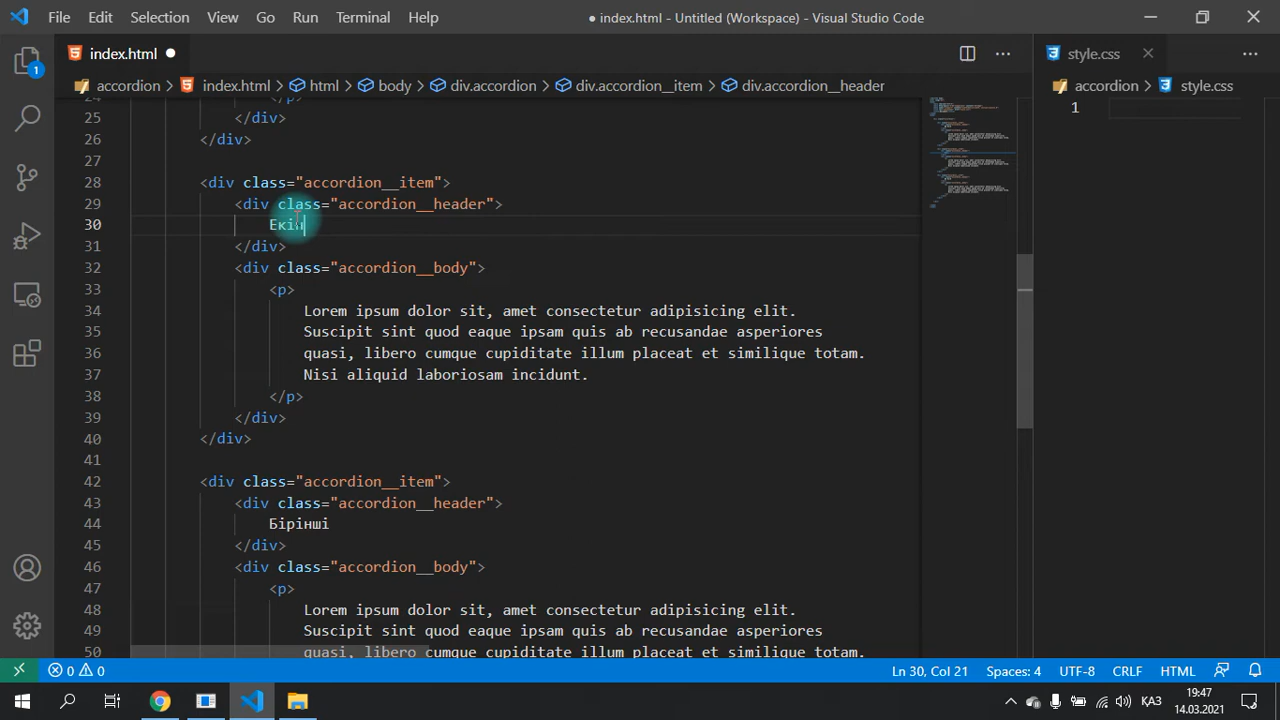 File Edit Selection View Go Run Terminal Help ● index.html - Untitled (Workspace) - Visual Studio Code
index.html ● style.css
accordion > index.html > html > body > div.accordion > div.accordion__item > div.accordion__header
accordion > style.css
25 </div>
26 </div>
27
28 <div class="accordion__item">
29 <div class="accordion__header">
30 Екін
31 </div>
32 <div class="accordion__body">
33 <p>
34 Lorem ipsum dolor sit, amet consectetur adipisicing elit.
35 Suscipit sint quod eaque ipsam quis ab recusandae asperiores
36 quasi, libero cumque cupiditate illum placeat et similique totam.
37 Nisi aliquid laboriosam incidunt.
38 </p>
39 </div>
40 </div>
41
42 <div class="accordion__item">
43 <div class="accordion__header">
44 Бірінші
45 </div>
46 <div class="accordion__body">
47 <p>
48 Lorem ipsum dolor sit, amet consectetur adipisicing elit.
49 Suscipit sint quod eaque ipsam quis ab recusandae asperiores
50 quasi, libero cumque cupiditate illum placeat et similique totam.
1
1
0 0 Ln 30, Col 21 Spaces: 4 UTF-8 CRLF HTML
ҚАЗ 19:47
14.03.2021